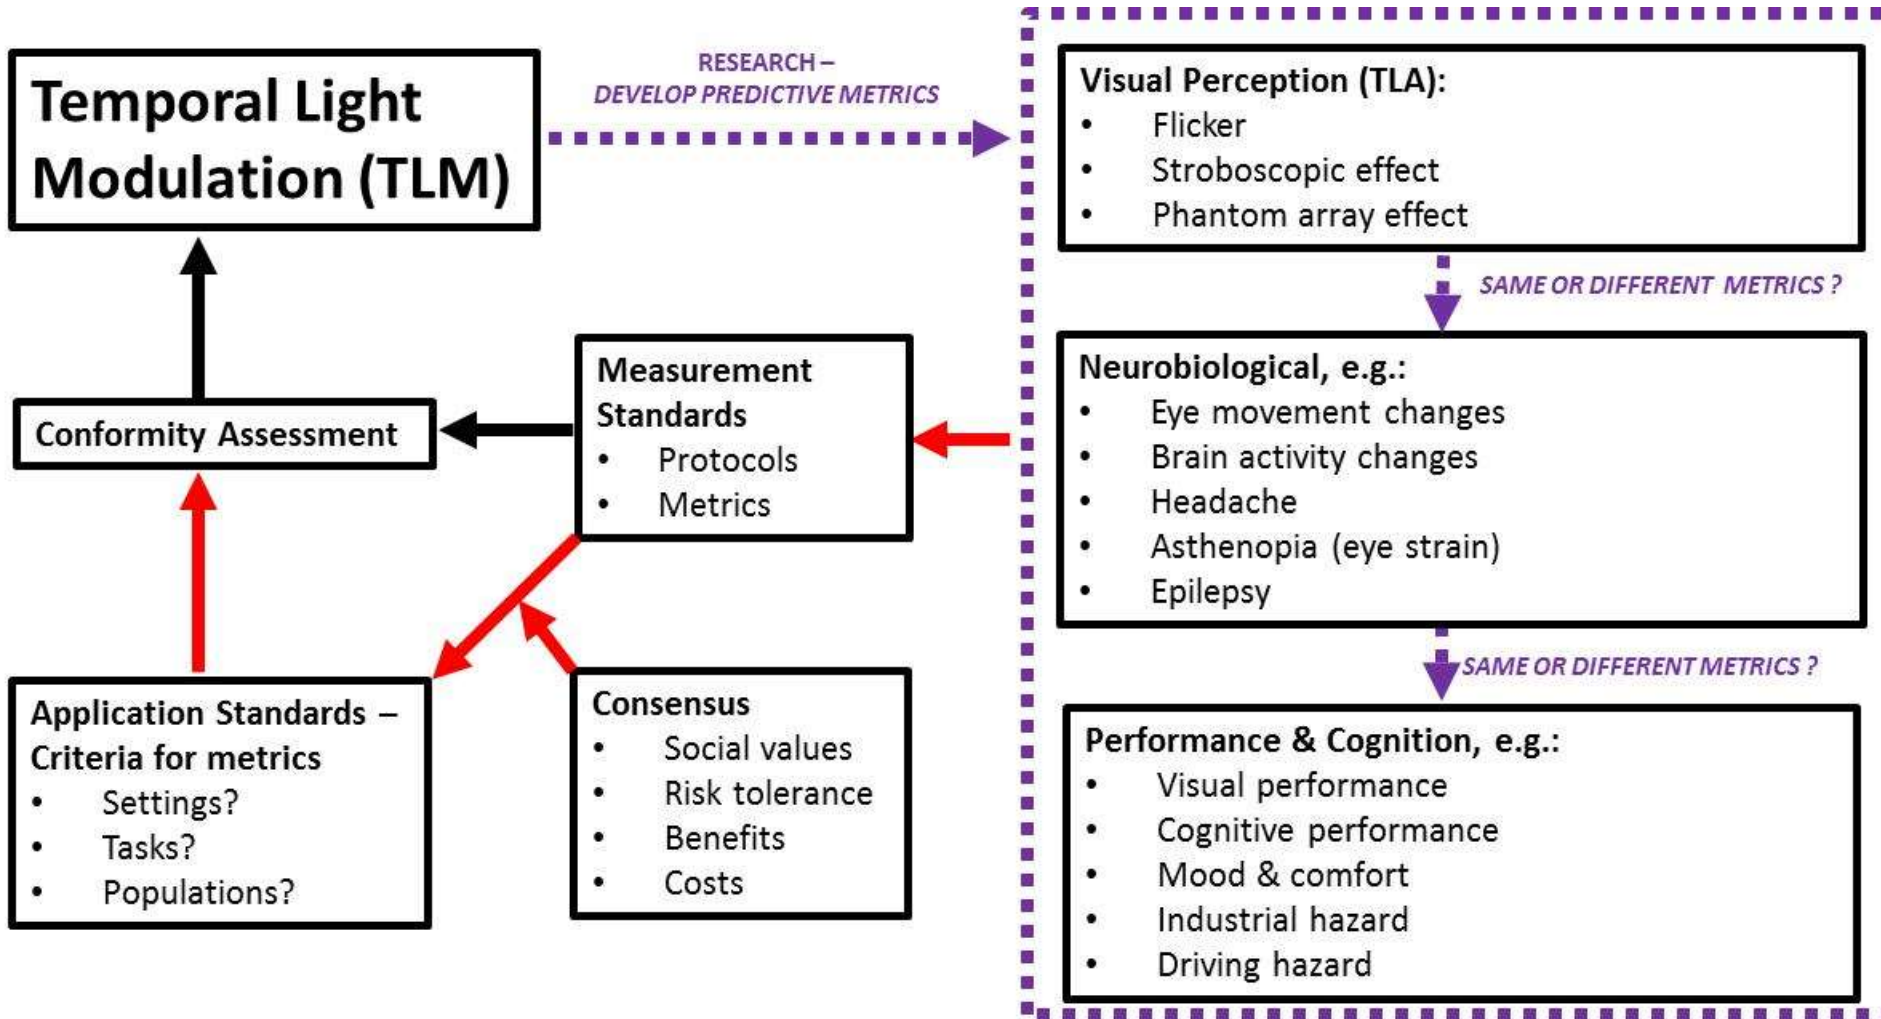 Temporal Light
Modulation (TLM)
RESEARCH –
DEVELOP PREDICTIVE METRICS
Visual Perception (TLA):
• Flicker
• Stroboscopic effect
• Phantom array effect
SAME OR DIFFERENT METRICS ?
Neurobiological, e.g.:
• Eye movement changes
• Brain activity changes
• Headache
• Asthenopia (eye strain)
• Epilepsy
SAME OR DIFFERENT METRICS ?
Performance & Cognition, e.g.:
• Visual performance
• Cognitive performance
• Mood & comfort
• Industrial hazard
• Driving hazard
Measurement
Standards
• Protocols
• Metrics
Conformity Assessment
Consensus
• Social values
• Risk tolerance
• Benefits
• Costs
Application Standards –
Criteria for metrics
• Settings?
• Tasks?
• Populations?